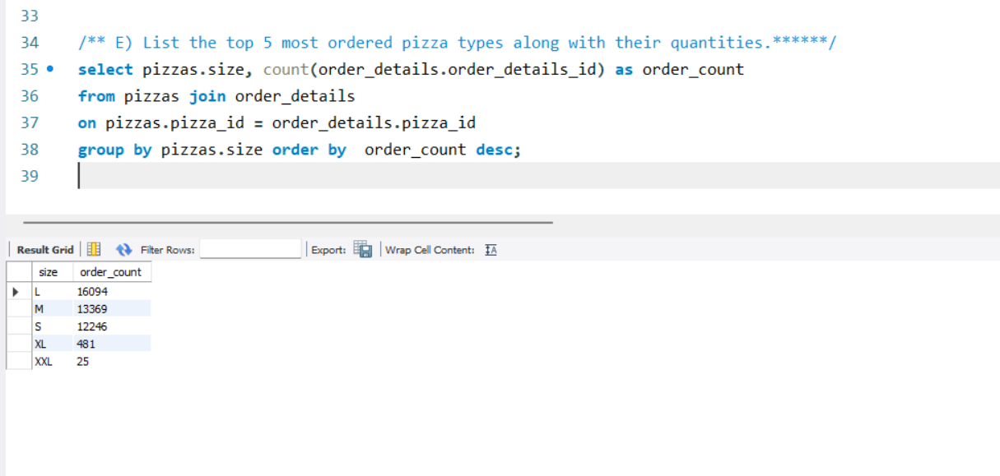 33
34 /** E) List the top 5 most ordered pizza types along with their quantities.******/
35 select pizzas.size, count(order_details.order_details_id) as order_count
36 from pizzas join order_details
37 on pizzas.pizza_id = order_details.pizza_id
38 group by pizzas.size order by  order_count desc;
39
Result Grid Filter Rows: Export: Wrap Cell Content:
size order_count
L 16094
M 13369
S 12246
XL 481
XXL 25